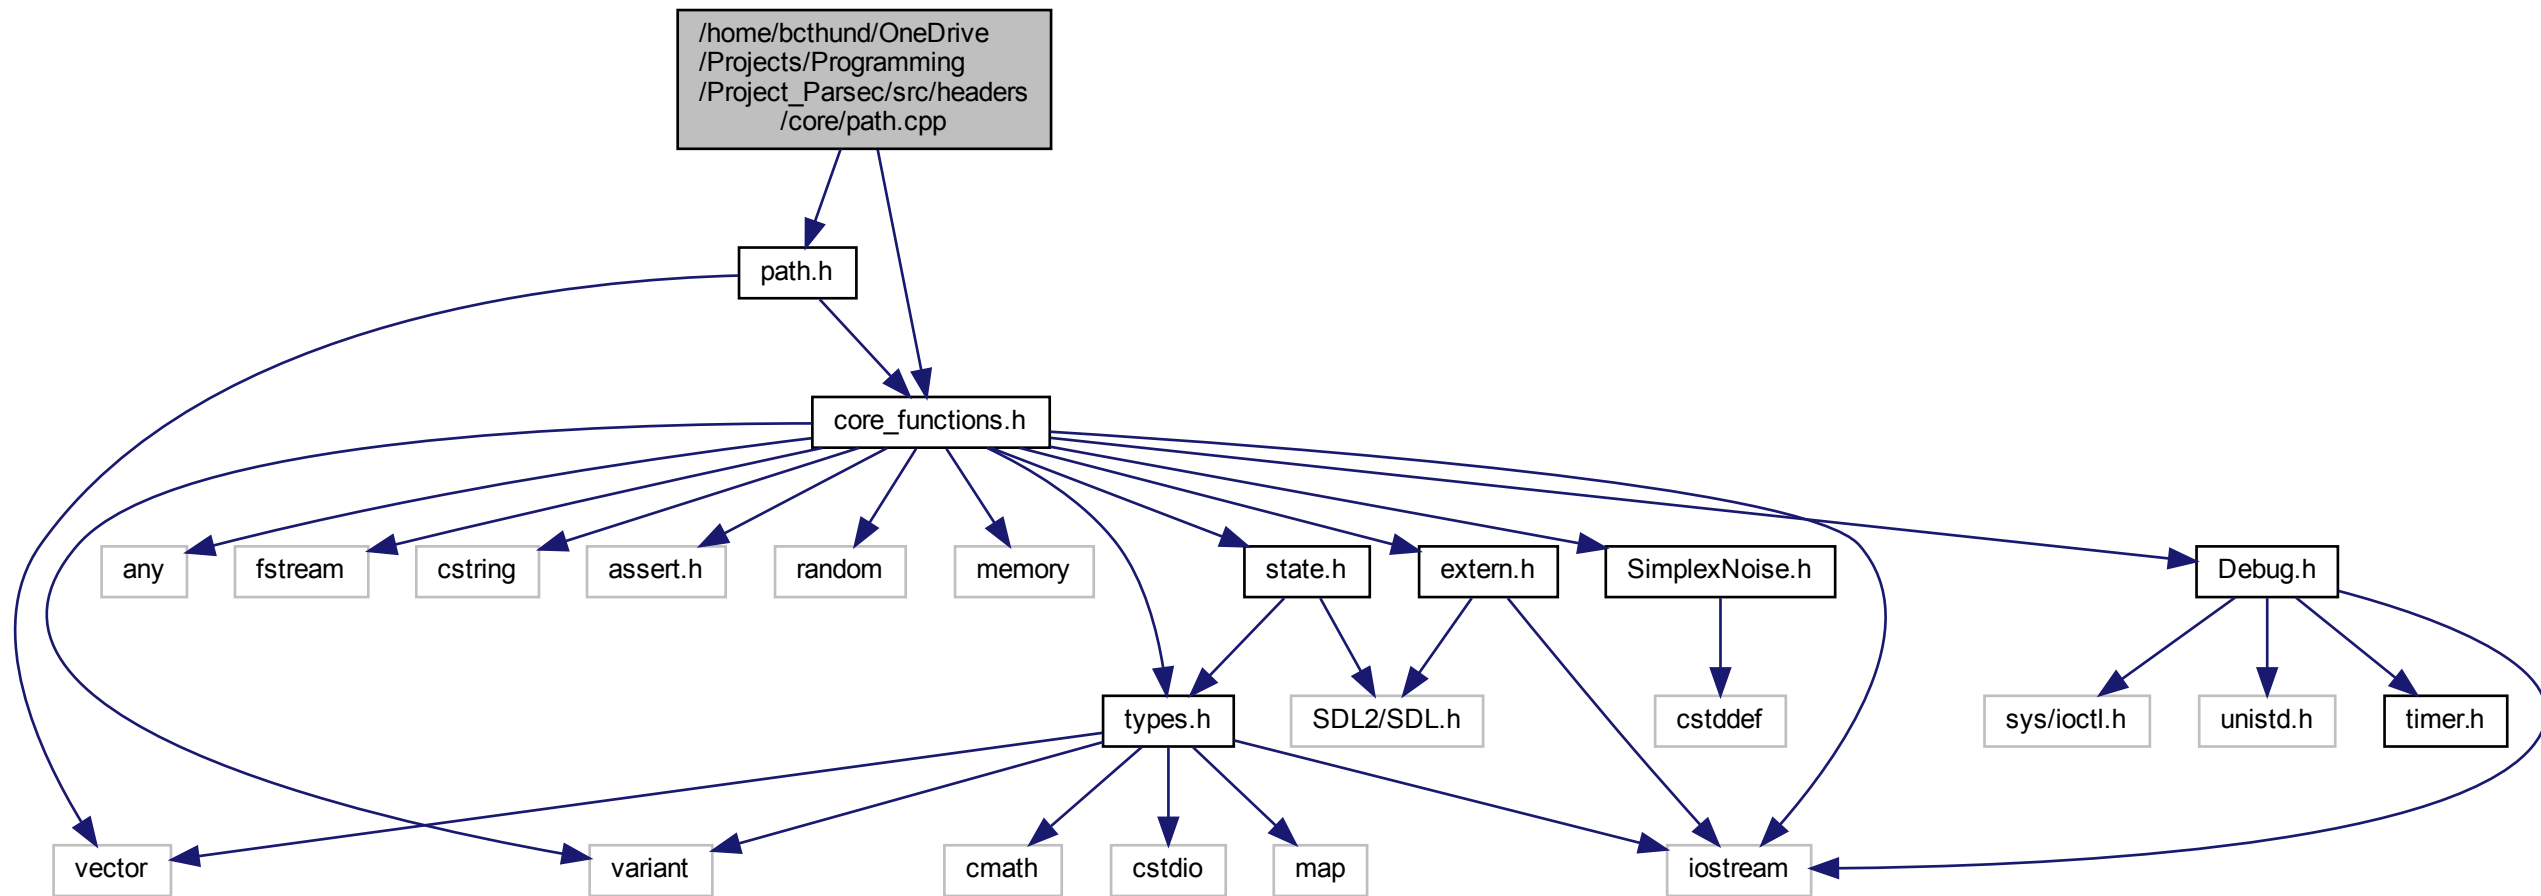 /home/bcthund/OneDrive
/Projects/Programming
/Project_Parsec/src/headers
/core/path.cpp
path.h
core_functions.h
any
fstream
cstring
assert.h
random
memory
state.h
extern.h
SimplexNoise.h
Debug.h
types.h
SDL2/SDL.h
cstddef
sys/ioctl.h
unistd.h
timer.h
vector
variant
cmath
cstdio
map
iostream